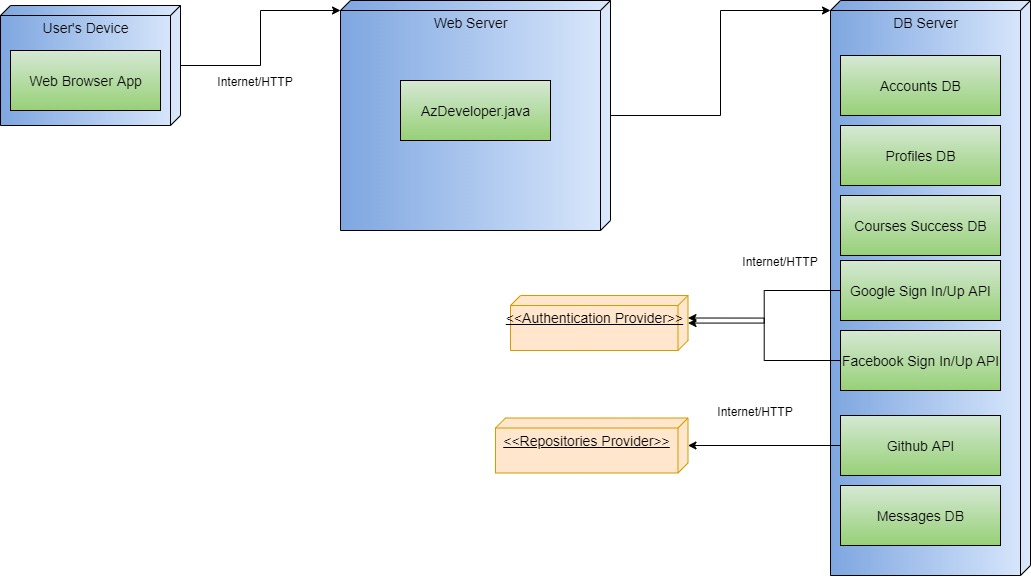 User's Device
Web Browser App
Internet/HTTP
Web Server
AzDeveloper.java
DB Server
Accounts DB
Profiles DB
Courses Success DB
Internet/HTTP
Google Sign In/Up API
<<Authentication Provider>>
Facebook Sign In/Up API
Internet/HTTP
<<Repositories Provider>>
Github API
Messages DB